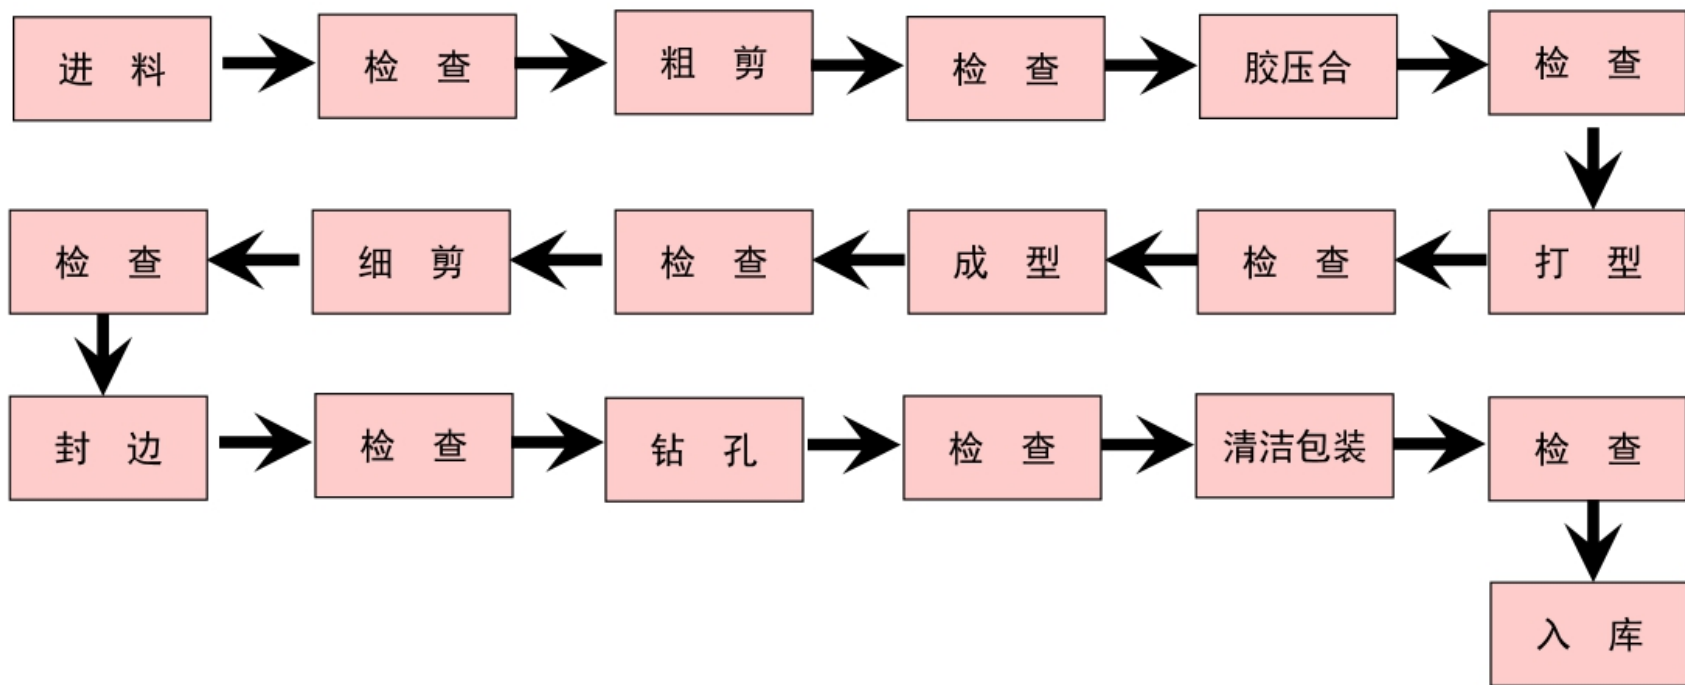 进 料
检 查
粗 剪
检 查
胶压合
检 查
打 型
检 查
成 型
检 查
细 剪
检 查
封 边
检 查
钻 孔
检 查
清洁包装
检 查
入 库